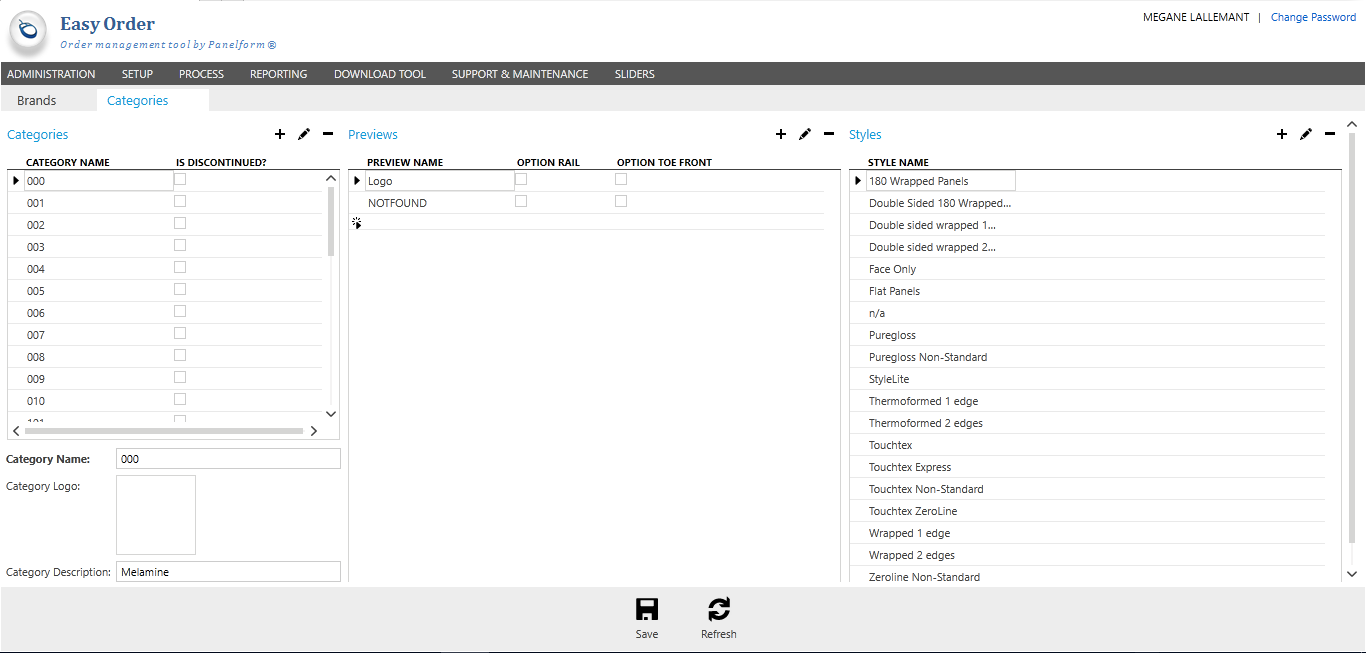 Easy Order
Order management tool by Panelform ®
MEGANE LALLEMANT | Change Password
ADMINISTRATION SETUP PROCESS REPORTING DOWNLOAD TOOL SUPPORT & MAINTENANCE SLIDERS
Brands Categories
Categories
CATEGORY NAME IS DISCONTINUED?
000
001
002
003
004
005
006
007
008
009
010
Category Name: 000
Category Logo:
Category Description: Melamine
Previews
PREVIEW NAME OPTION RAIL OPTION TOE FRONT
Logo
NOTFOUND
Styles
STYLE NAME
180 Wrapped Panels
Double Sided 180 Wrapped...
Double sided wrapped 1...
Double sided wrapped 2...
Face Only
Flat Panels
n/a
Puregloss
Puregloss Non-Standard
StyleLite
Thermoformed 1 edge
Thermoformed 2 edges
Touchtex
Touchtex Express
Touchtex Non-Standard
Touchtex ZeroLine
Wrapped 1 edge
Wrapped 2 edges
Zeroline Non-Standard
Save Refresh